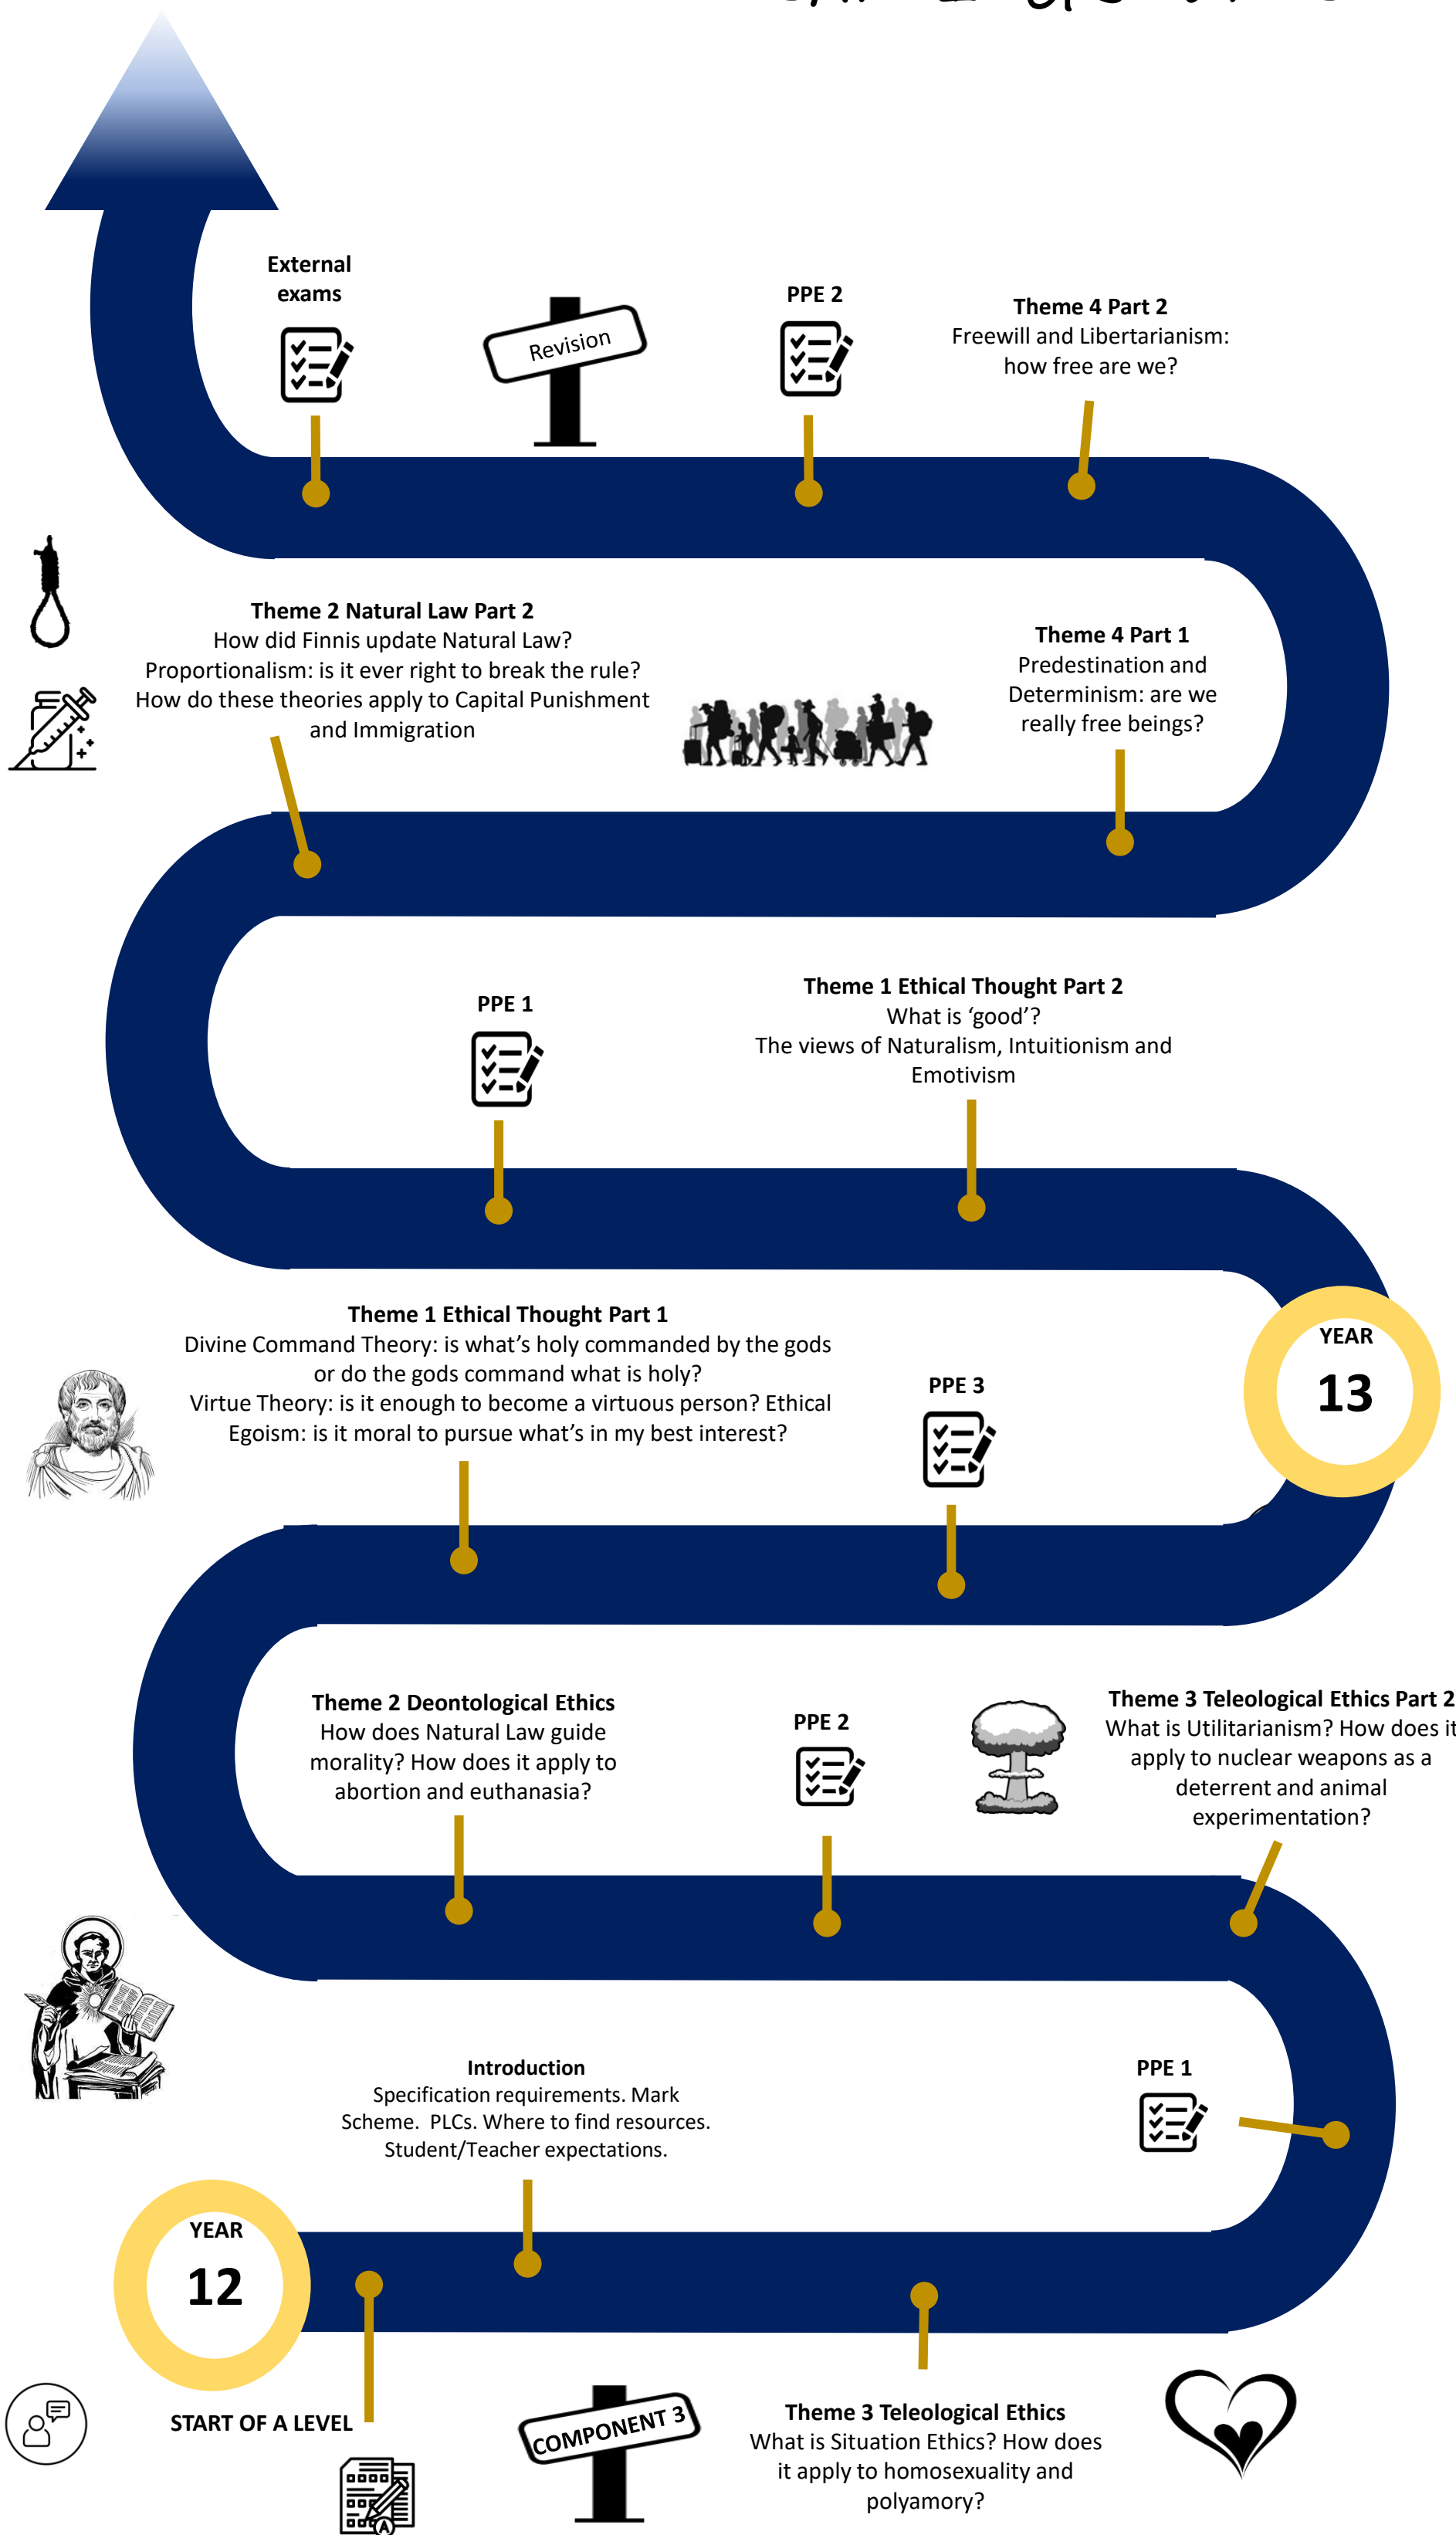 External
exams
Revision
PPE 2
Theme 4 Part 2
Freewill and Libertarianism:
how free are we?
Theme 2 Natural Law Part 2
How did Finnis update Natural Law?
Proportionalism: is it ever right to break the rule?
How do these theories apply to Capital Punishment
and Immigration
Theme 4 Part 1
Predestination and
Determinism: are we
really free beings?
PPE 1
Theme 1 Ethical Thought Part 2
What is ‘good’?
The views of Naturalism, Intuitionism and
Emotivism
Theme 1 Ethical Thought Part 1
Divine Command Theory: is what’s holy commanded by the gods
or do the gods command what is holy?
Virtue Theory: is it enough to become a virtuous person? Ethical
Egoism: is it moral to pursue what’s in my best interest?
PPE 3
YEAR
13
Theme 2 Deontological Ethics
How does Natural Law guide
morality? How does it apply to
abortion and euthanasia?
PPE 2
Theme 3 Teleological Ethics Part 2
What is Utilitarianism? How does it
apply to nuclear weapons as a
deterrent and animal
experimentation?
Introduction
Specification requirements. Mark
Scheme. PLCs. Where to find resources.
Student/Teacher expectations.
PPE 1
YEAR
12
START OF A LEVEL
A
COMPONENT 3
Theme 3 Teleological Ethics
What is Situation Ethics? How does
it apply to homosexuality and
polyamory?